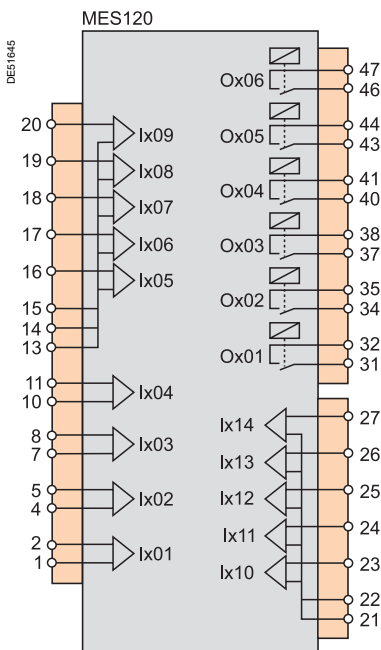 MES120
DE51645
20 Ix09
19 Ix08
18 Ix07
17 Ix06
16 Ix05
15
14
13
11 Ix04
10
8 Ix03
7
5 Ix02
4
2 Ix01
1
Ox06 47
46
Ox05 44
43
Ox04 41
40
Ox03 38
37
Ox02 35
34
Ox01 32
31
Ix14 27
Ix13 26
Ix12 25
Ix11 24
Ix10 23
22
21